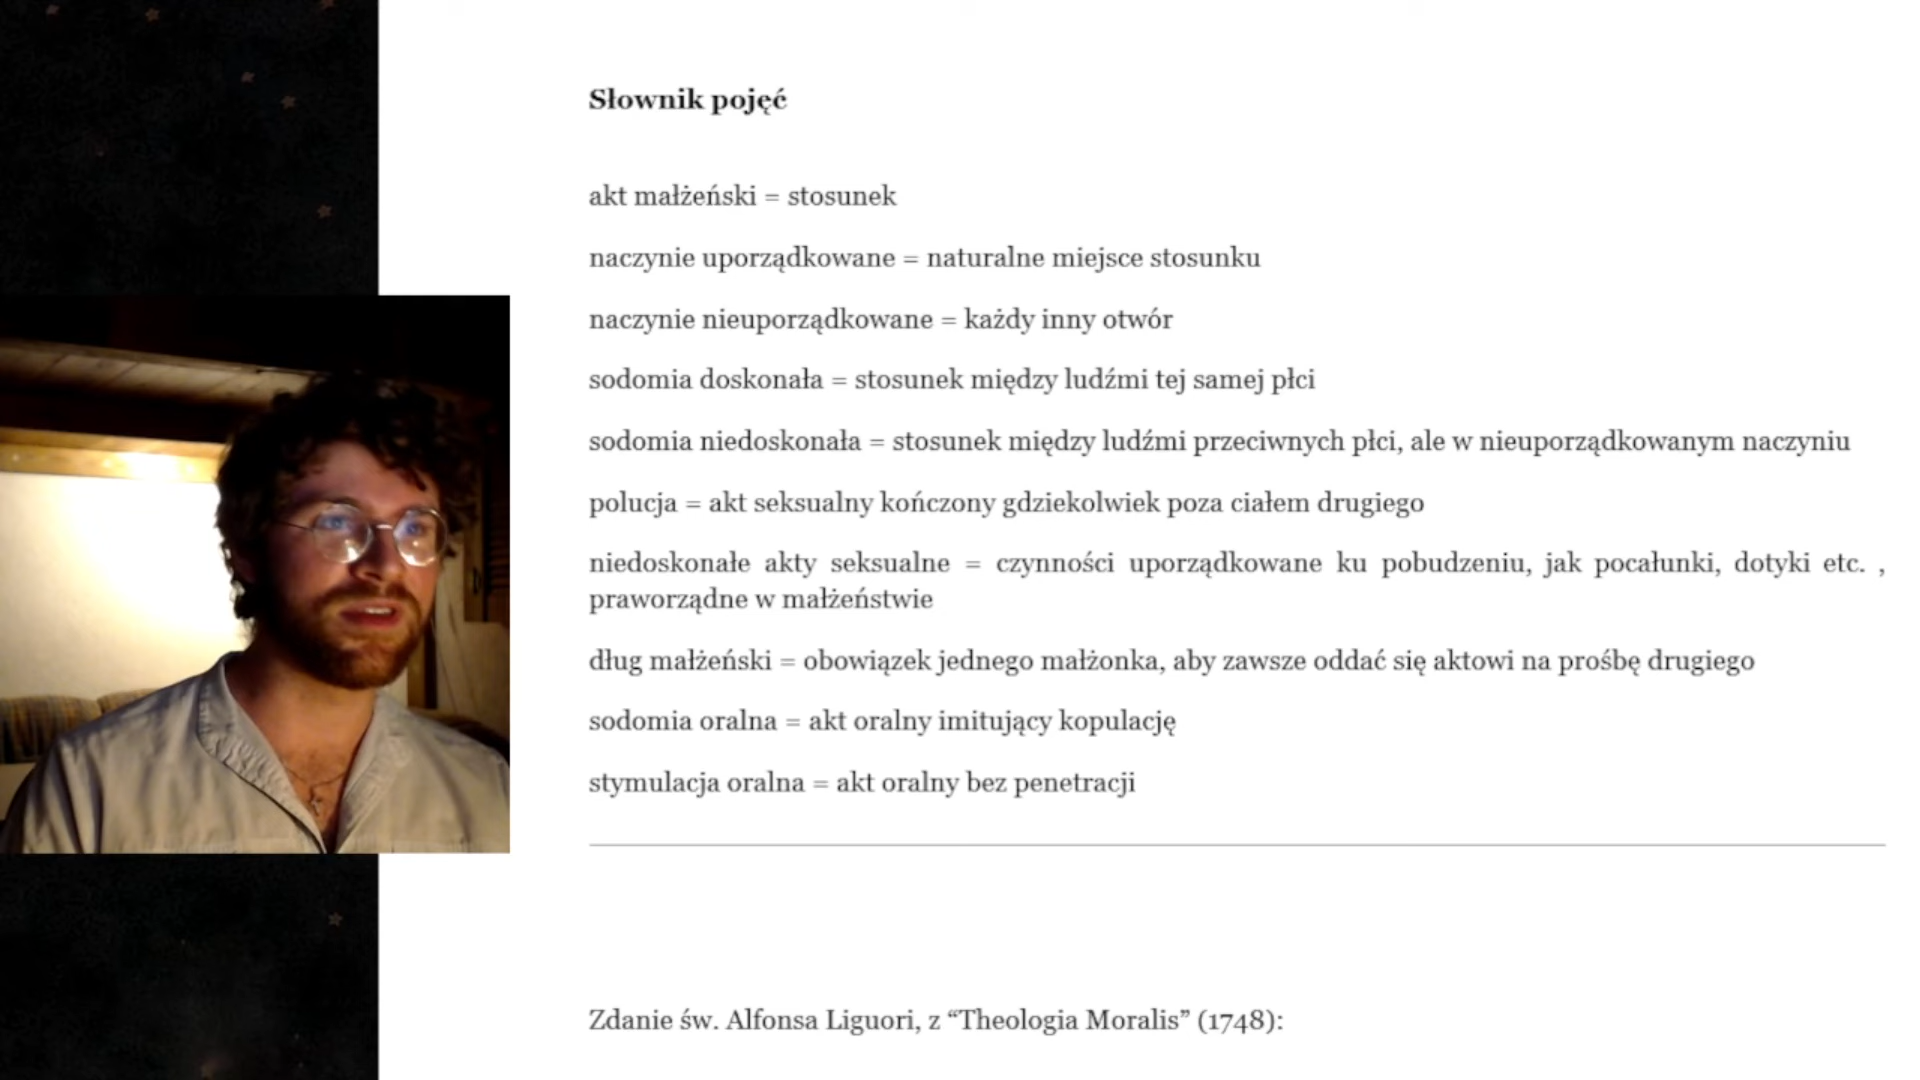 Słownik pojęć
akt małżeński = stosunek
naczynie uporządkowane = naturalne miejsce stosunku
naczynie nieuporządkowane = każdy inny otwór
sodomia doskonała = stosunek między ludźmi tej samej płci
sodomia niedoskonała = stosunek między ludźmi przeciwnych płci, ale w nieuporządkowanym naczyniu
polucja = akt seksualny kończony gdziekolwiek poza ciałem drugiego
niedoskonałe akty seksualne = czynności uporządkowane ku pobudzeniu, jak pocałunki, dotyki etc. ,
praworządne w małżeństwie
dług małżeński = obowiązek jednego małżonka, aby zawsze oddać się aktowi na prośbę drugiego
sodomia oralna = akt oralny imitujący kopulację
stymulacja oralna = akt oralny bez penetracji
Zdanie św. Alfonsa Liguori, z “Theologia Moralis” (1748):